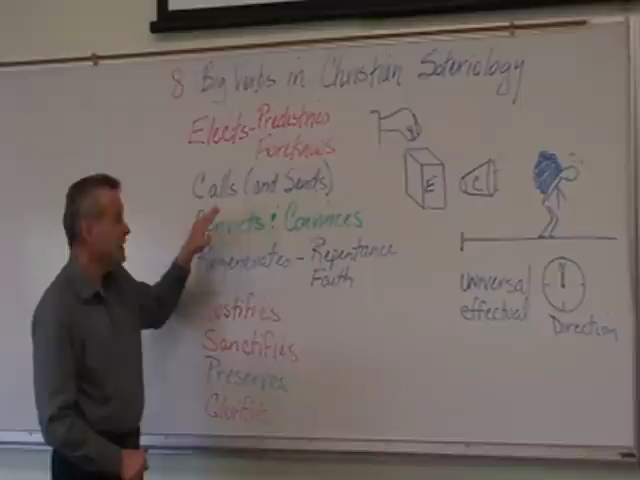 8 Big Verbs in Christian Soteriology
Elects - Predestines
Foreknows
Calls (and Sends)
Convicts & Convinces
Regenerates - Repentance
Faith
Justifies
Sanctifies
Preserves
Glorifies
E
C
Universal
effectual
Direction